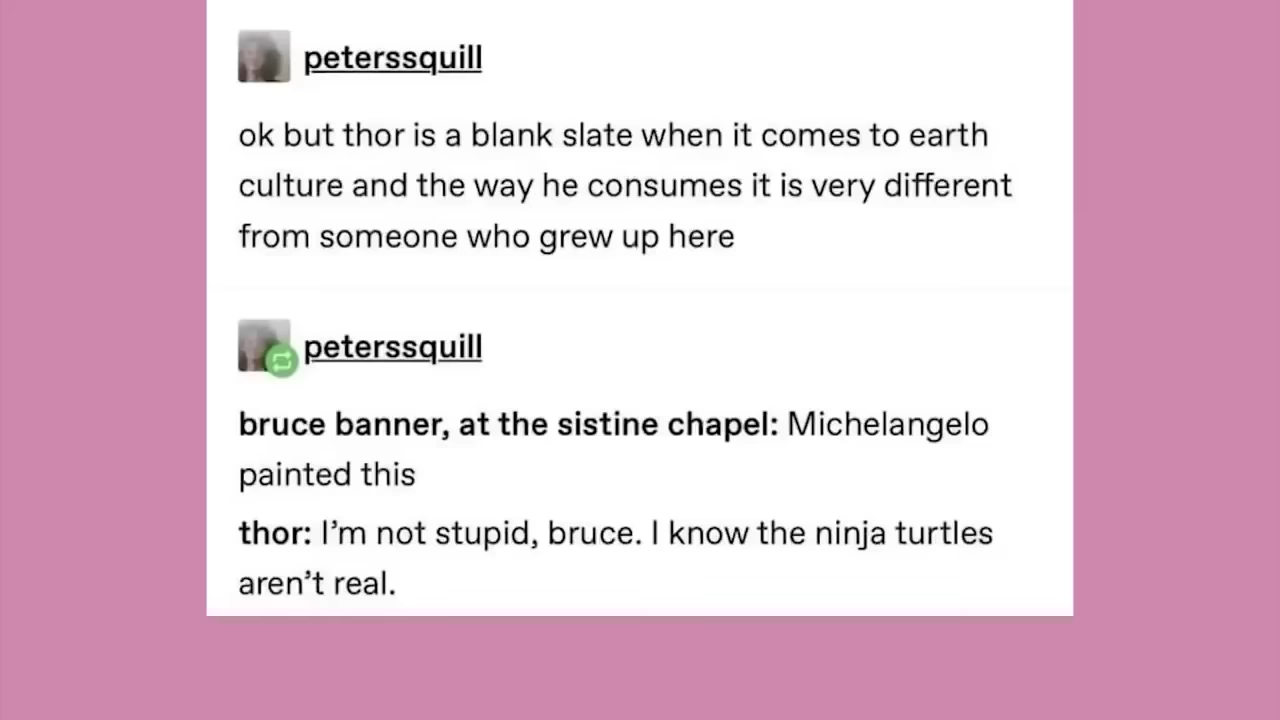 peterssquill
ok but thor is a blank slate when it comes to earth
culture and the way he consumes it is very different
from someone who grew up here
peterssquill
bruce banner, at the sistine chapel: Michelangelo
painted this
thor: I’m not stupid, bruce. I know the ninja turtles
aren’t real.